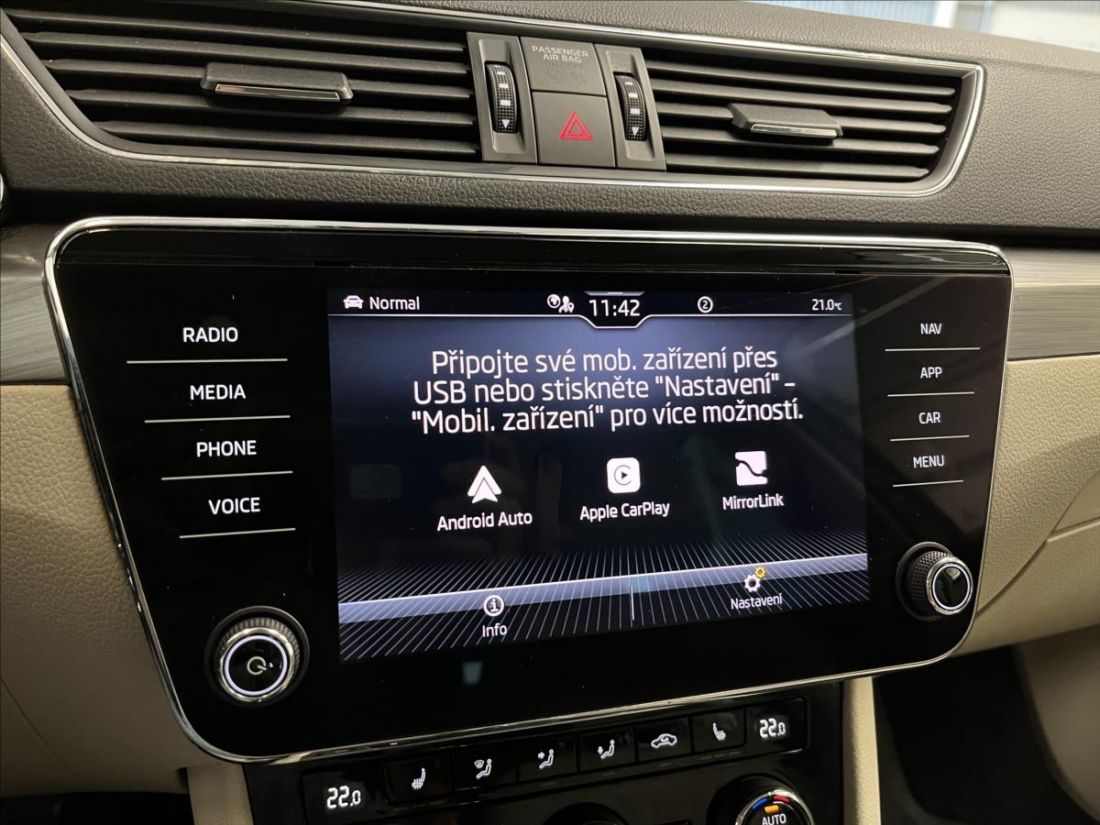 PASSENGER
AIR BAG
Normal
11:42
2
21.0°C
RADIO
MEDIA
PHONE
VOICE
Připojte své mob. zařízení přes
USB nebo stiskněte "Nastavení" –
"Mobil. zařízení" pro více možností.
Android Auto
Apple CarPlay
MirrorLink
Info
Nastavení
NAV
APP
CAR
MENU
22.0
22.0
AUTO